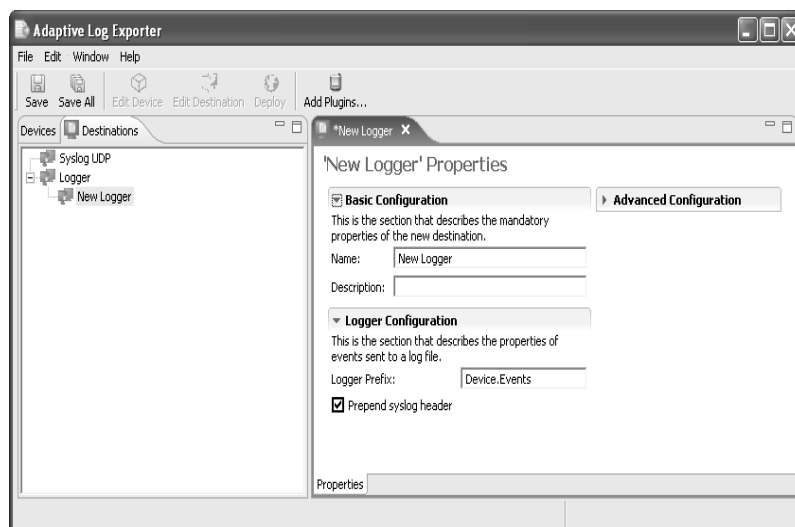 Adaptive Log Exporter
File Edit Window Help
Save Save All Edit Device Edit Destination Deploy Add Plugins...
Devices Destinations
Syslog UDP
Logger
New Logger
*New Logger
'New Logger' Properties
Basic Configuration
This is the section that describes the mandatory
properties of the new destination.
Name: New Logger
Description:
Logger Configuration
This is the section that describes the properties of
events sent to a log file.
Logger Prefix: Device.Events
Prepend syslog header
Advanced Configuration
Properties